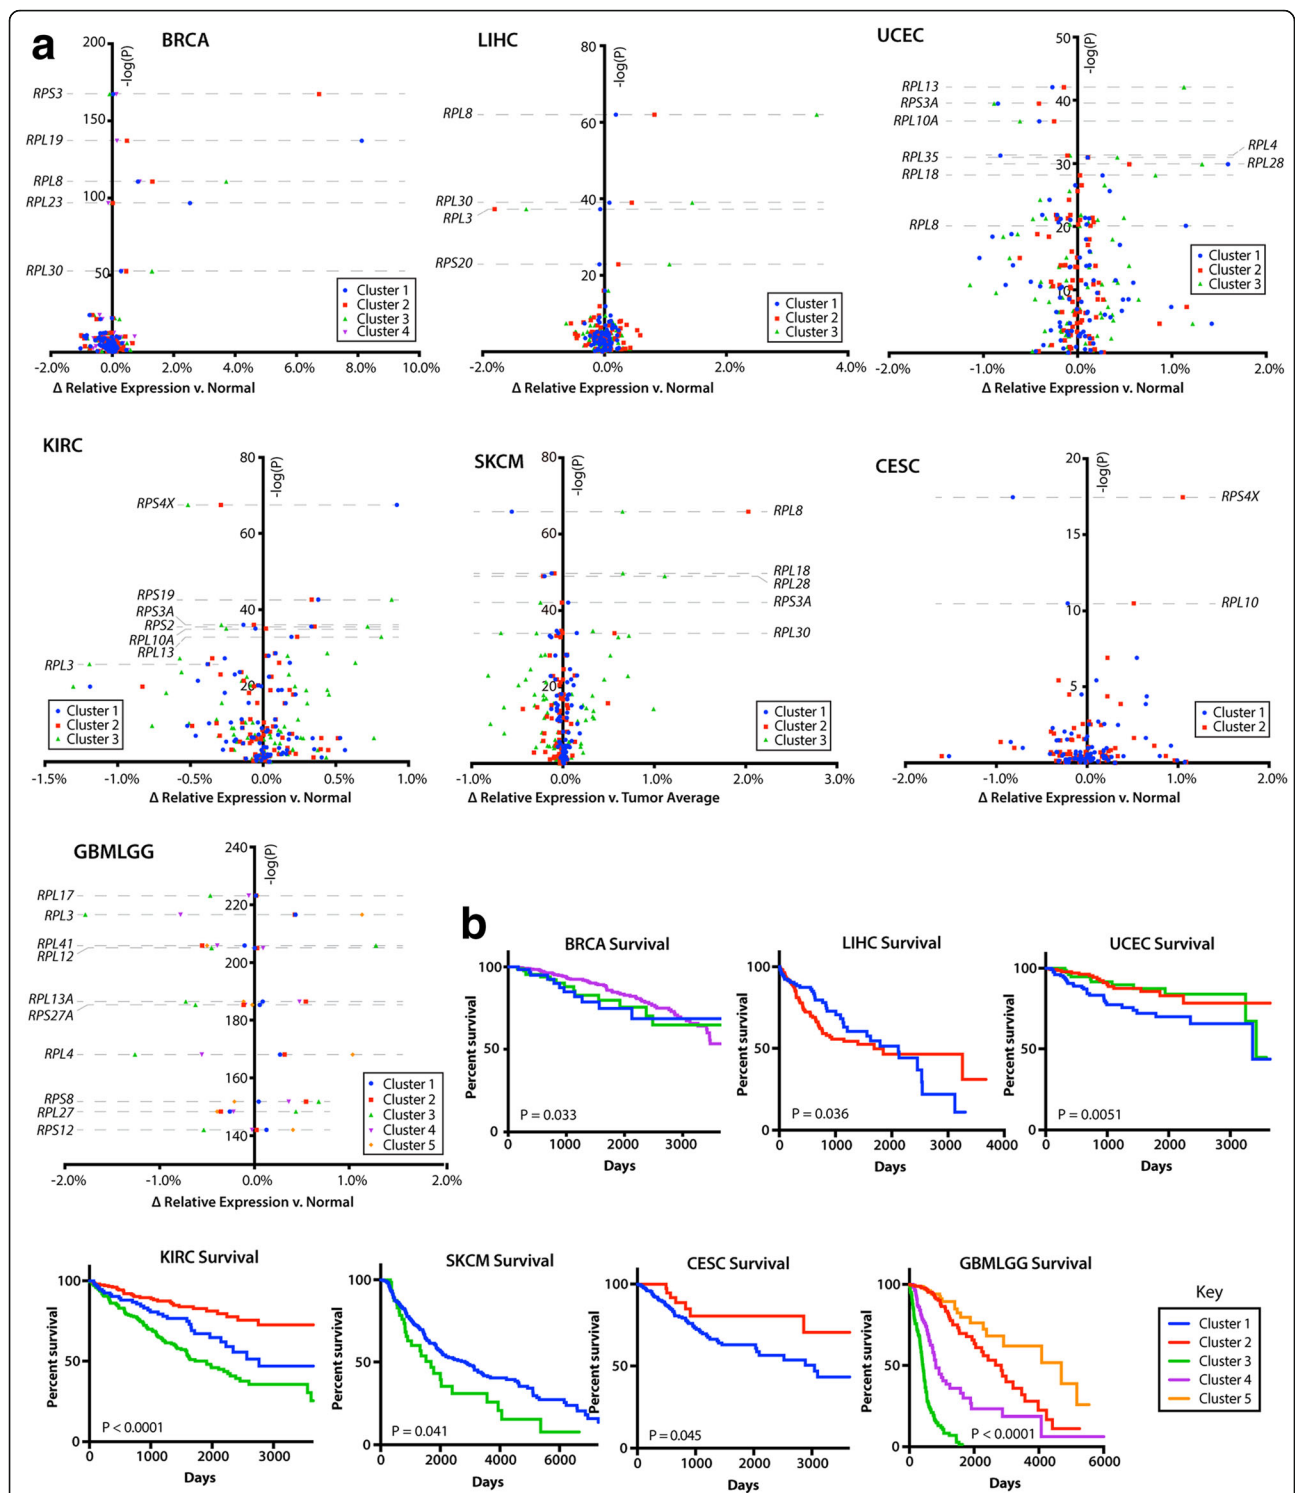 a
BRCA
200
-log(P)
RPS3
150
RPL19
RPL8
100
RPL23
RPL30
50
Cluster 1
Cluster 2
Cluster 3
Cluster 4
-2.0% 0.0% 2.0% 4.0% 6.0% 8.0% 10.0%
Δ Relative Expression v. Normal
LIHC
80
-log(P)
RPL8
60
RPL30
40
RPL3
RPS20
20
Cluster 1
Cluster 2
Cluster 3
-2.0% 0.0% 2.0% 4.0%
Δ Relative Expression v. Normal
UCEC
50
-log(P)
RPL13
40
RPS3A
RPL10A
RPL4
RPL35
30
RPL28
RPL18
RPL8
20
10
Cluster 1
Cluster 2
Cluster 3
-2.0% -1.0% 0.0% 1.0% 2.0%
Δ Relative Expression v. Normal
KIRC
80
-log(P)
RPS4X
60
RPS19
40
RPS3A
RPS2
RPL10A
RPL13
RPL3
20
Cluster 1
Cluster 2
Cluster 3
-1.5% -1.0% 0.0% 0.5% 1.0%
Δ Relative Expression v. Normal
SKCM
80
-log(P)
RPL8
60
RPL18
RPL28
40
RPS3A
RPL30
20
Cluster 1
Cluster 2
Cluster 3
-1.0% 0.0% 1.0% 2.0% 3.0%
Δ Relative Expression v. Tumor Average
CESC
20
-log(P)
RPS4X
15
10
RPL10
5
Cluster 1
Cluster 2
-2.0% -1.0% 0.0% 1.0% 2.0%
Δ Relative Expression v. Normal
GBMLGG
240
-log(P)
RPL17
220
RPL3
RPL41
RPL12
200
RPL13A
RPS27A
180
RPL4
160
RPS8
RPL27
RPS12
140
Cluster 1
Cluster 2
Cluster 3
Cluster 4
Cluster 5
-2.0% -1.0% 0.0% 1.0% 2.0%
Δ Relative Expression v. Normal
b
BRCA Survival
Percent survival
100
50
0
P = 0.033
0 1000 2000 3000
Days
LIHC Survival
Percent survival
100
50
0
P = 0.036
0 1000 2000 3000 4000
Days
UCEC Survival
Percent survival
100
50
0
P = 0.0051
0 1000 2000 3000
Days
KIRC Survival
Percent survival
100
50
0
P < 0.0001
0 1000 2000 3000
Days
SKCM Survival
Percent survival
100
50
0
P = 0.041
0 2000 4000 6000
Days
CESC Survival
Percent survival
100
50
0
P = 0.045
0 1000 2000 3000
Days
GBMLGG Survival
Percent survival
100
50
0
P < 0.0001
0 2000 4000 6000
Days
Key
Cluster 1
Cluster 2
Cluster 3
Cluster 4
Cluster 5